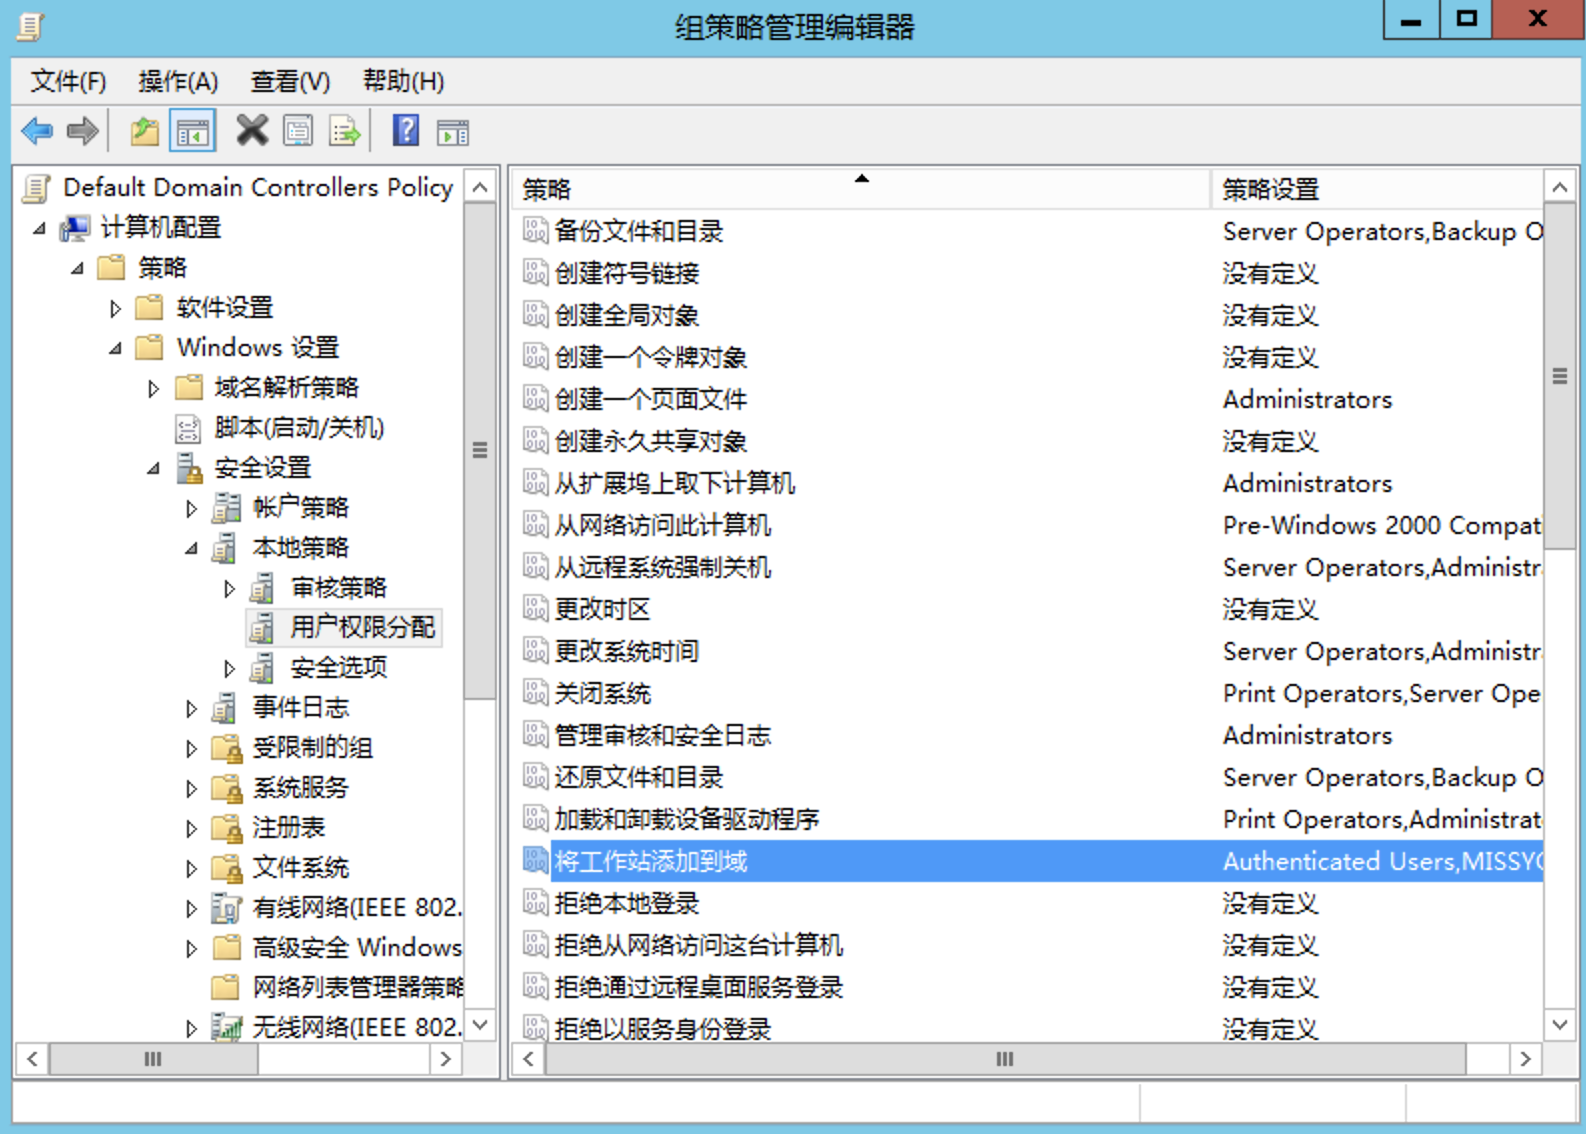 组策略管理编辑器
文件(F) 操作(A) 查看(V) 帮助(H)
Default Domain Controllers Policy
计算机配置
策略
软件设置
Windows 设置
域名解析策略
脚本(启动/关机)
安全设置
帐户策略
本地策略
审核策略
用户权限分配
安全选项
事件日志
受限制的组
系统服务
注册表
文件系统
有线网络(IEEE 802.
高级安全 Windows
网络列表管理器策略
无线网络(IEEE 802.
策略 策略设置
备份文件和目录 Server Operators,Backup O
创建符号链接 没有定义
创建全局对象 没有定义
创建一个令牌对象 没有定义
创建一个页面文件 Administrators
创建永久共享对象 没有定义
从扩展坞上取下计算机 Administrators
从网络访问此计算机 Pre-Windows 2000 Compat
从远程系统强制关机 Server Operators,Administr
更改时区 没有定义
更改系统时间 Server Operators,Administr
关闭系统 Print Operators,Server Ope
管理审核和安全日志 Administrators
还原文件和目录 Server Operators,Backup O
加载和卸载设备驱动程序 Print Operators,Administrat
将工作站添加到域 Authenticated Users,MISSY
拒绝本地登录 没有定义
拒绝从网络访问这台计算机 没有定义
拒绝通过远程桌面服务登录 没有定义
拒绝以服务身份登录 没有定义